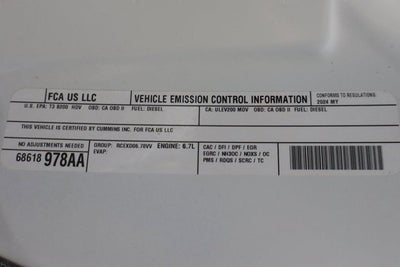 FCA US LLC
VEHICLE EMISSION CONTROL INFORMATION
CONFORMS TO REGULATIONS:
2024 MY
U.S. EPA: T3 B200 HDV OBD: CA OBD II FUEL: DIESEL
CA: ULEV200 MDV OBD: CA OBD II FUEL: DIESEL
THIS VEHICLE IS CERTIFIED BY CUMMINS INC. FOR FCA US LLC
NO ADJUSTMENTS NEEDED
68618 978AA
GROUP: RCEXD06.78VV ENGINE: 6.7L
EVAP:
CAC / DFI / DPF / EGR
EGRC / NH3OC / NOXS / OC
PMS / RDQS / SCRC / TC